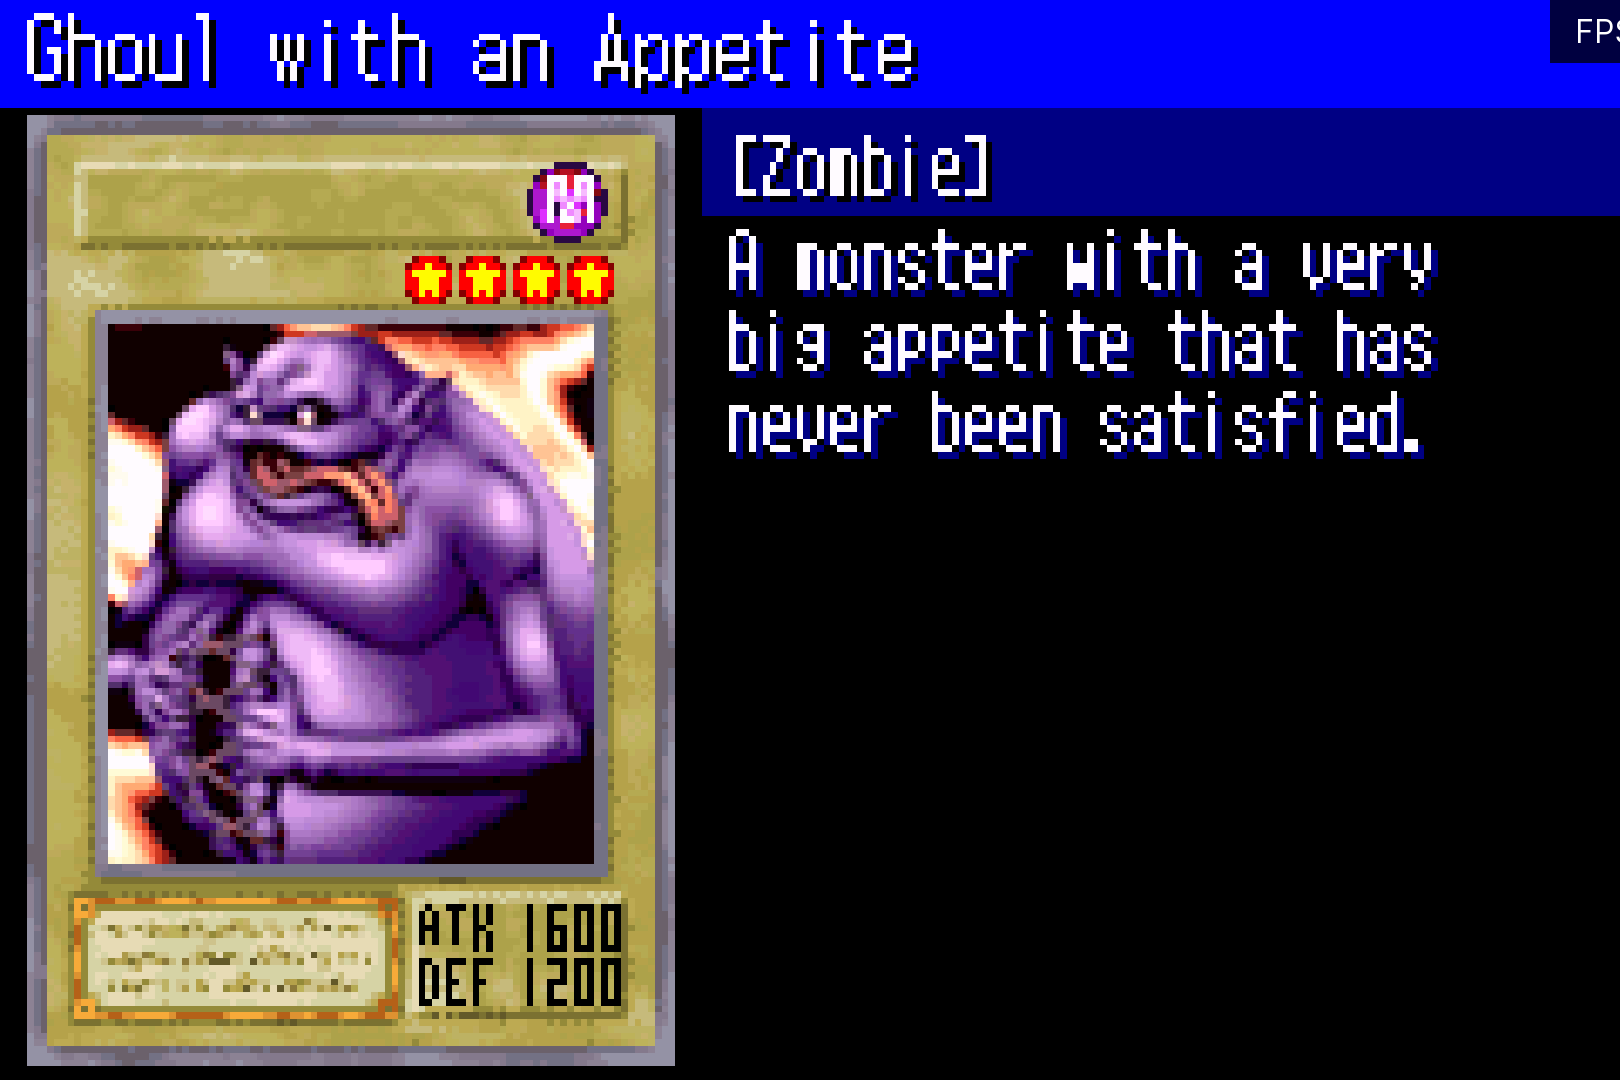 Ghoul with an Appetite
FPS
[Zombie]
A monster with a very
big appetite that has
never been satisfied.
ATK 1600
DEF 1200